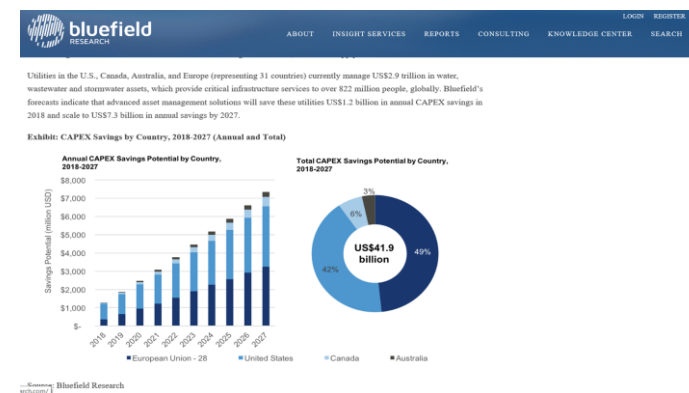 LOGIN REGISTER
bluefield
RESEARCH
ABOUT INSIGHT SERVICES REPORTS CONSULTING KNOWLEDGE CENTER SEARCH
Utilities in the U.S., Canada, Australia, and Europe (representing 31 countries) currently manage US$2.9 trillion in water,
wastewater and stormwater assets, which provide critical infrastructure services to over 822 million people, globally. Bluefield's
forecasts indicate that advanced asset management solutions will save these utilities US$1.2 billion in annual CAPEX savings in
2018 and scale to US$7.3 billion in annual savings by 2027.
Exhibit: CAPEX Savings by Country, 2018-2027 (Annual and Total)
Annual CAPEX Savings Potential by Country,
2018-2027
Savings Potential (million USD)
$8,000
$7,000
$6,000
$5,000
$4,000
$3,000
$2,000
$1,000
$-
2018 2019 2020 2021 2022 2023 2024 2025 2026 2027
Total CAPEX Savings Potential by Country,
2018-2027
3%
6%
49%
42%
US$41.9
billion
European Union - 28 United States Canada Australia
Source: Bluefield Research